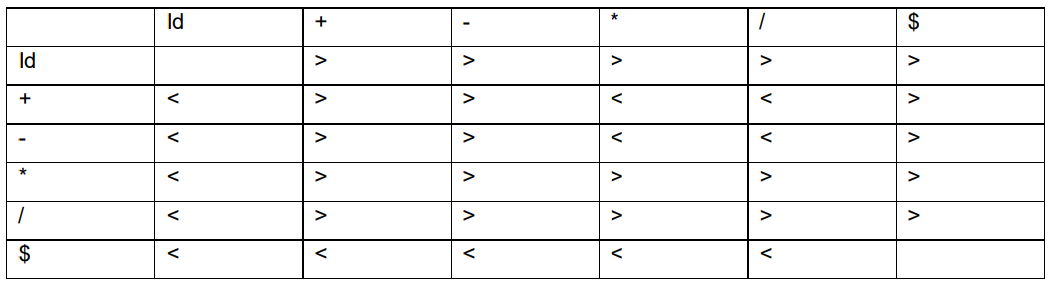 Id + - * / $
Id > > > > >
+ < > > < < >
- < > > < < >
* < > > > > >
/ < > > > > >
$ < < < < <